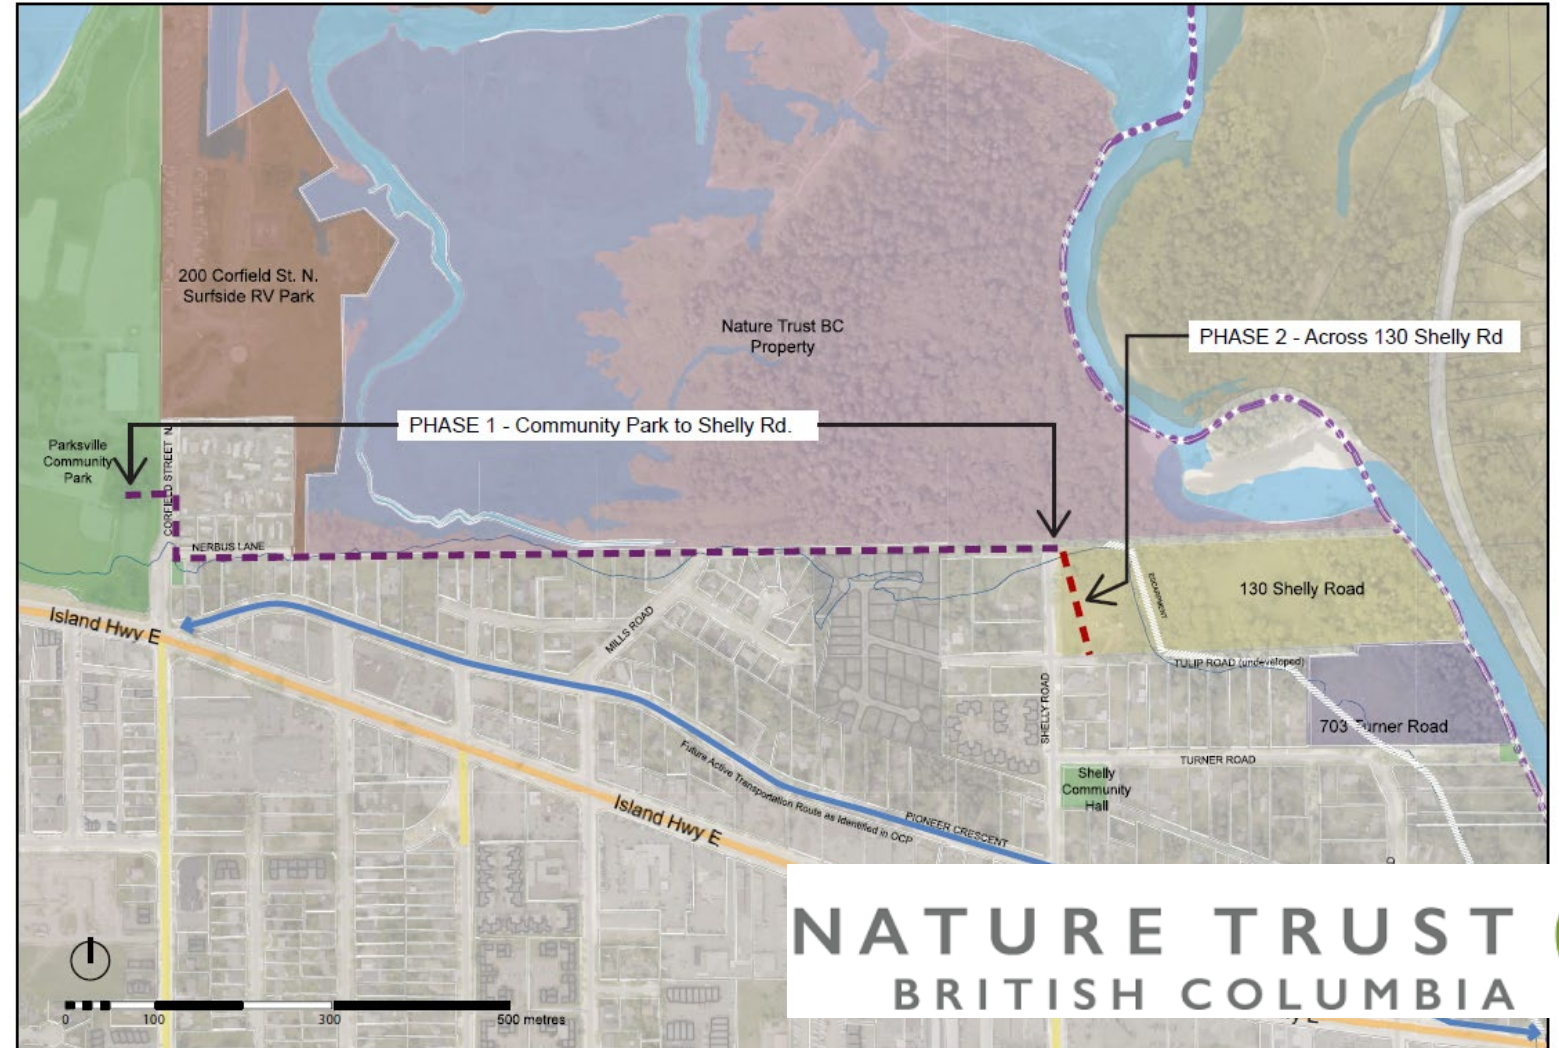 200 Corfield St. N.
Surfside RV Park
Nature Trust BC
Property
PHASE 2 - Across 130 Shelly Rd
PHASE 1 - Community Park to Shelly Rd.
Parksville
Community
Park
CORFIELD STREET N.
NERBUS LANE
ESCARPMENT
130 Shelly Road
Island Hwy E
MILLS ROAD
TULIP ROAD (undeveloped)
SHELLY ROAD
703 Turner Road
TURNER ROAD
Shelly
Community
Hall
Future Active Transportation Route as Identified in OCP
PIONEER CRESCENT
Island Hwy E
NATURE TRUST
BRITISH COLUMBIA
0 100 300 500 metres